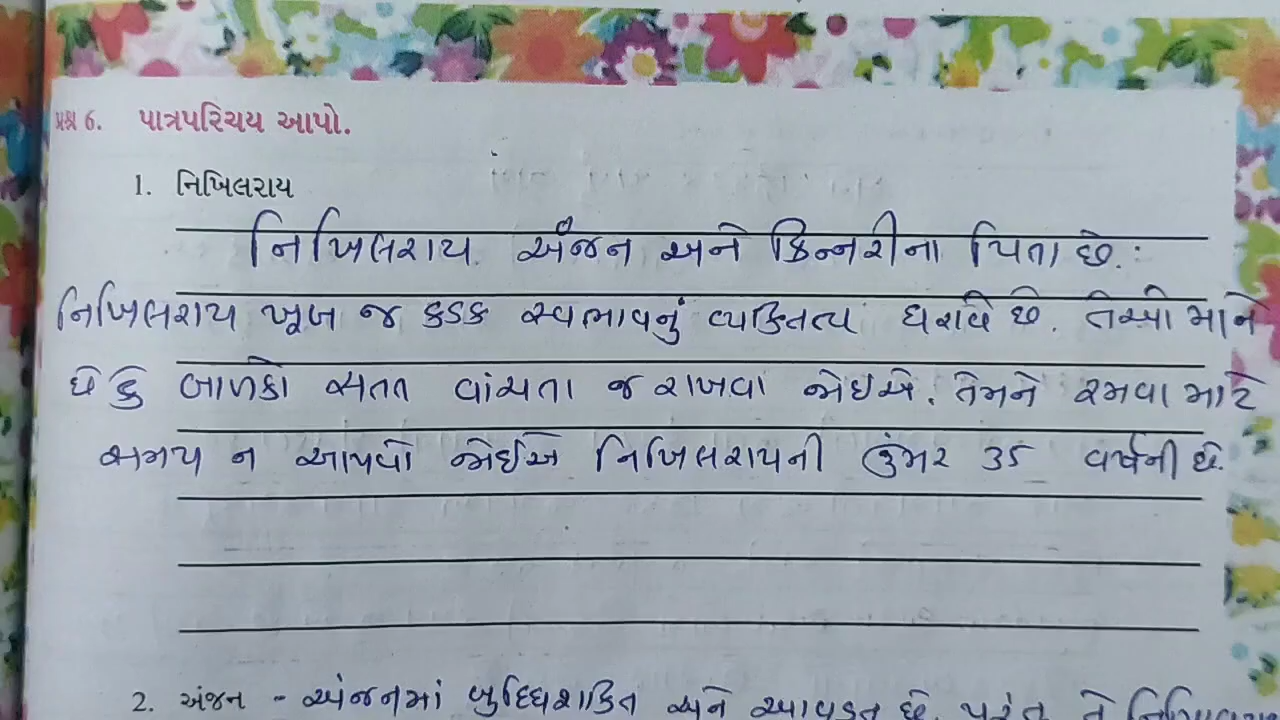 પ્રશ્ન 6. પાત્રપરિચય આપો.
1. નિખિલરાય
નિખિલરાય. અંજન અને કિન્નરીના પિતા છે.
નિખિલરાય ખૂબ જ કડક સ્વભાવનું વ્યકિતત્વ ધરાવે છે. તેઓ માને
છે કે બાળકો સતત વાંચતા જ રાખવા જોઈએ. તેમને રમવા માટે
સમય ન આપવો જોઈએ નિખિલરાયની ઉંમર 35 વર્ષની છે.
2. અંજન - અંજનમાં બુધ્ધિશકિત અને આવડત છે. પરંતુ તે